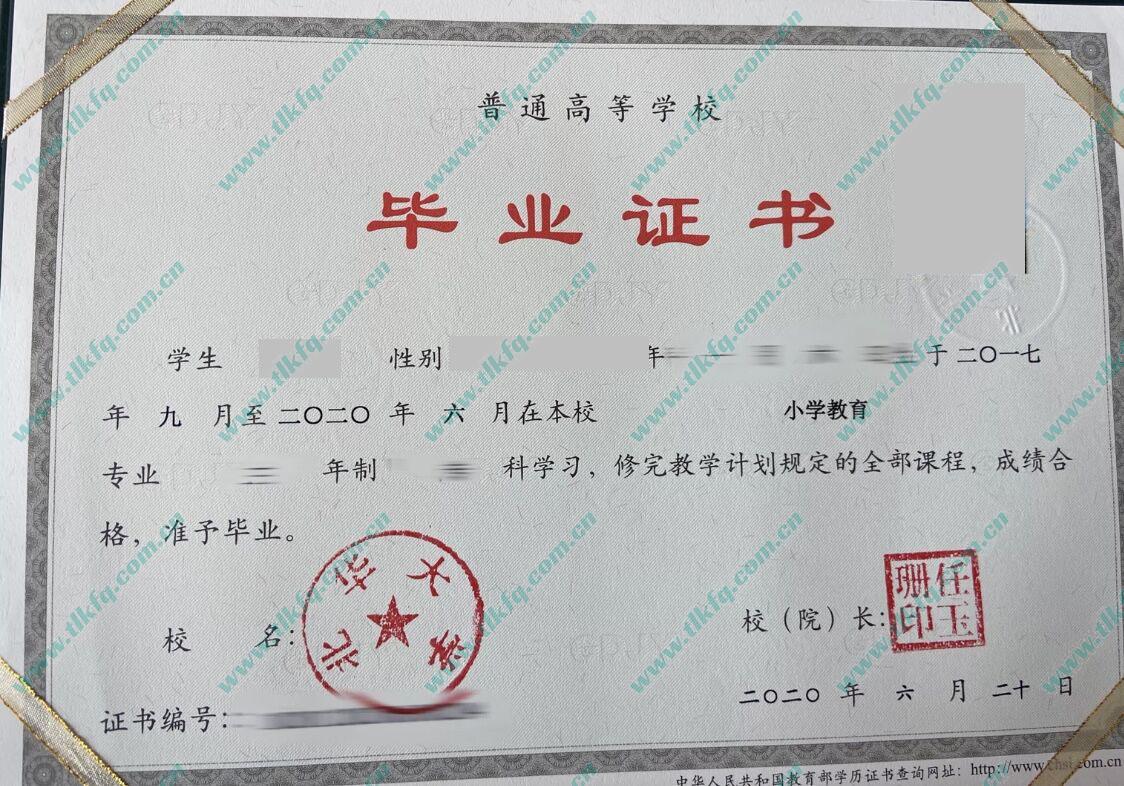 普通高等学校
毕业证书
学生 性别 年 于二〇一七
年 九 月至 二〇二〇 年 六 月在本校 小学教育
专业 三 年制 科学习，修完教学计划规定的全部课程，成绩合
格，准予毕业。
北华大学
校 名：
校（院）长：
任玉珊印
二〇二〇 年 六 月 二十 日
证书编号：
中华人民共和国教育部学历证书查询网址：http://www.chsi.com.cn
www.tlkfq.com.cn